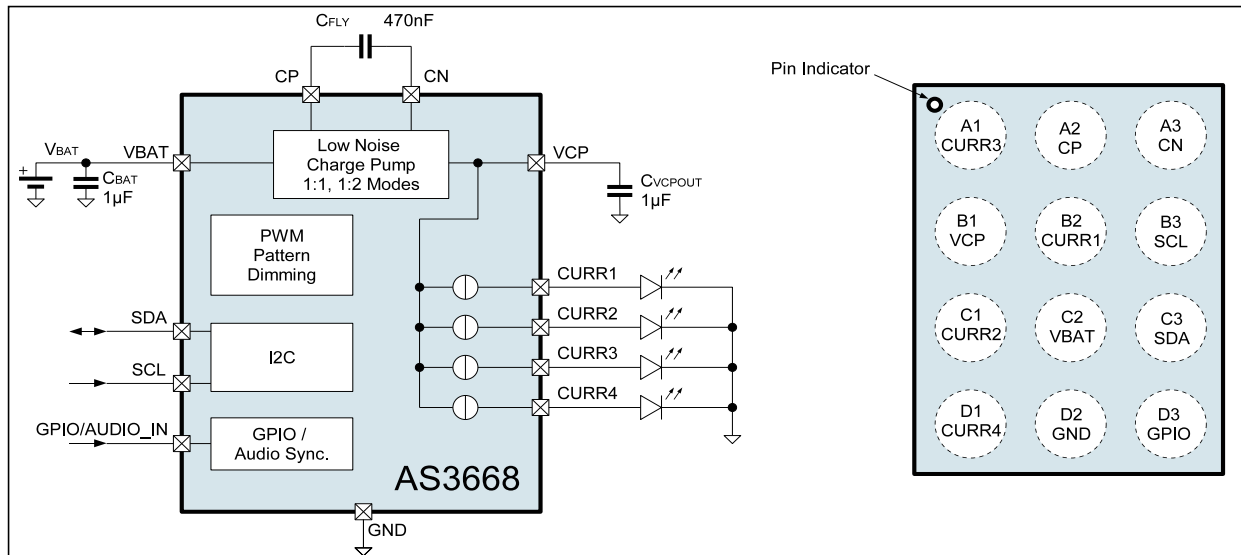 CFLY 470nF
CP
CN
VBAT
VBAT
+
CBAT
1µF
Low Noise
Charge Pump
1:1, 1:2 Modes
VCP
CVCPOUT
1µF
PWM
Pattern
Dimming
CURR1
CURR2
CURR3
CURR4
SDA
SCL
I2C
GPIO/AUDIO_IN
GPIO /
Audio Sync.
AS3668
GND
Pin Indicator
A1
CURR3
A2
CP
A3
CN
B1
VCP
B2
CURR1
B3
SCL
C1
CURR2
C2
VBAT
C3
SDA
D1
CURR4
D2
GND
D3
GPIO